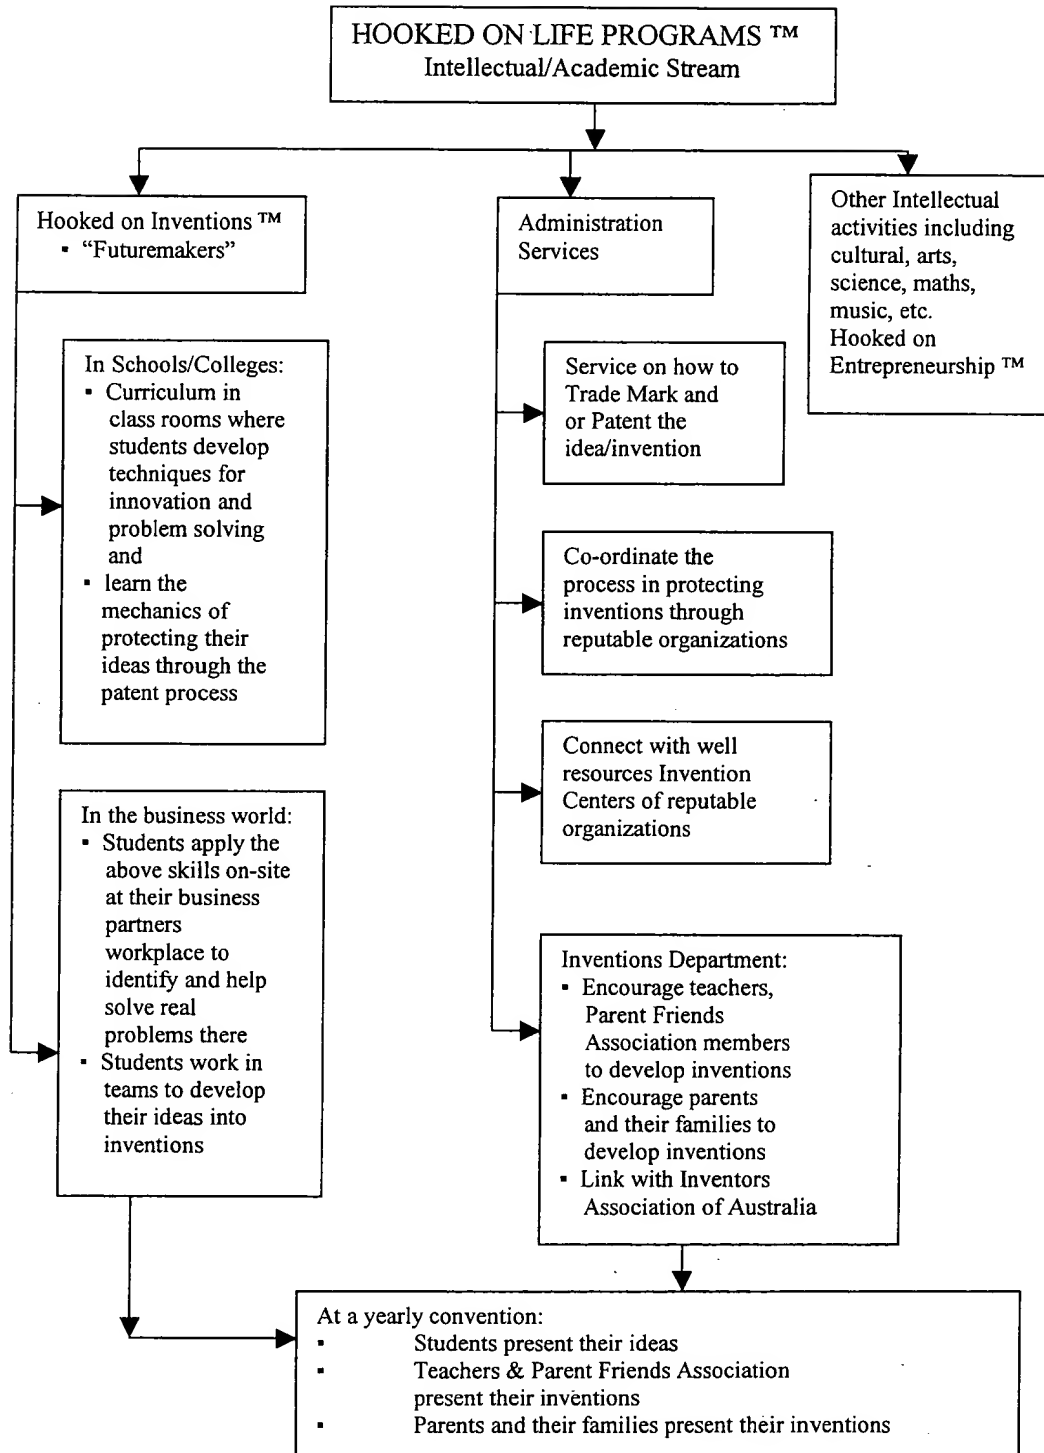 HOOKED ON LIFE PROGRAMS ™
Intellectual/Academic Stream
Hooked on Inventions ™
▪ “Futuremakers”
Administration
Services
Other Intellectual
activities including
cultural, arts,
science, maths,
music, etc.
Hooked on
Entrepreneurship ™
In Schools/Colleges:
▪ Curriculum in
class rooms where
students develop
techniques for
innovation and
problem solving
and
▪ learn the
mechanics of
protecting their
ideas through the
patent process
Service on how to
Trade Mark and
or Patent the
idea/invention
Co-ordinate the
process in protecting
inventions through
reputable organizations
Connect with well
resources Invention
Centers of reputable
organizations
In the business world:
▪ Students apply the
above skills on-site
at their business
partners
workplace to
identify and help
solve real
problems there
▪ Students work in
teams to develop
their ideas into
inventions
Inventions Department:
▪ Encourage teachers,
Parent Friends
Association members
to develop inventions
▪ Encourage parents
and their families to
develop inventions
▪ Link with Inventors
Association of Australia
At a yearly convention:
▪ Students present their ideas
▪ Teachers & Parent Friends Association
present their inventions
▪ Parents and their families present their inventions